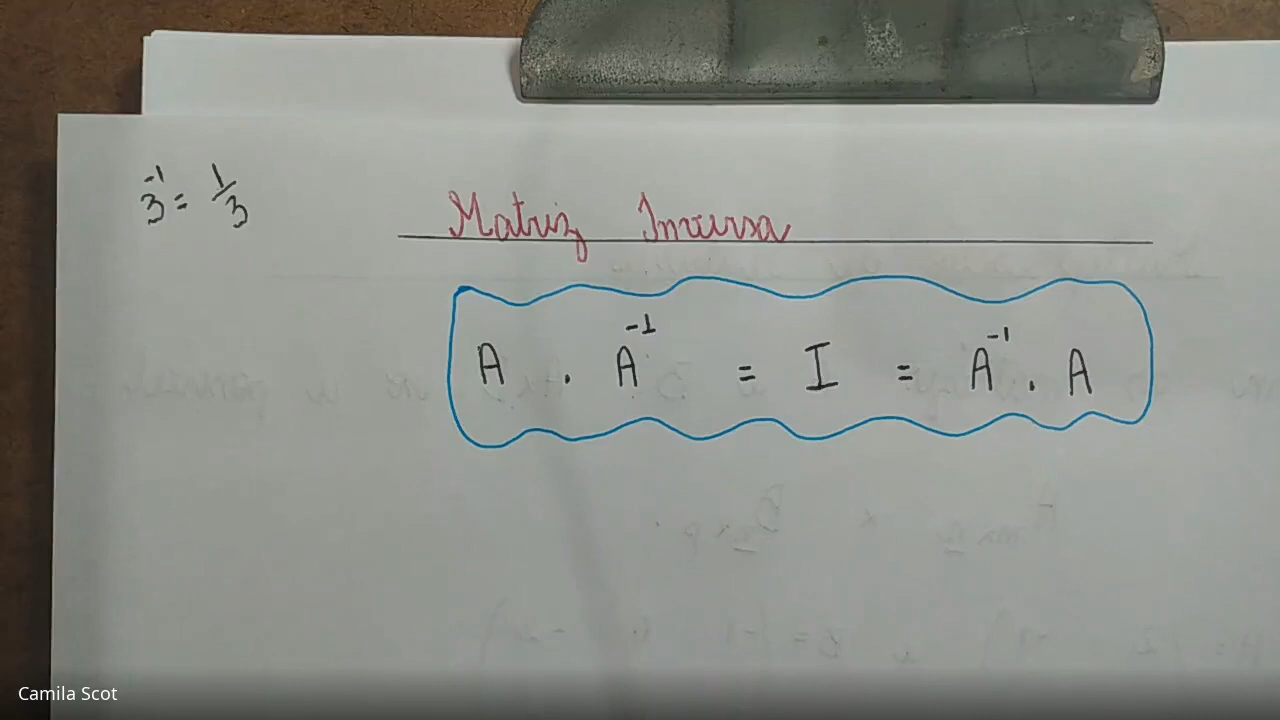 3⁻¹ = 1/3
Matriz Inversa
A . A⁻¹ = I = A⁻¹ . A
Camila Scot